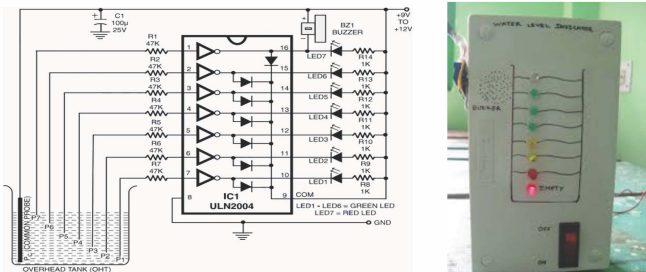 C1
100µ
25V
+9V
TO
+12V
BZ1
BUZZER
R1
47K
R2
47K
R3
47K
R4
47K
R5
47K
R6
47K
R7
47K
1
2
3
4
5
6
7
8
16
15
14
13
12
11
10
9
COM
LED7
LED6
LED5
LED4
LED3
LED2
LED1
R14
1K
R13
1K
R12
1K
R11
1K
R10
1K
R9
1K
R8
1K
IC1
ULN2004
LED1 - LED6 = GREEN LED
LED7 = RED LED
GND
(COMMON PROBE)
P7
P6
P5
P4
P3
P2
P1
OVERHEAD TANK (OHT)
WATER LEVEL INDICATOR
BUZZER
EMPTY
OFF
ON